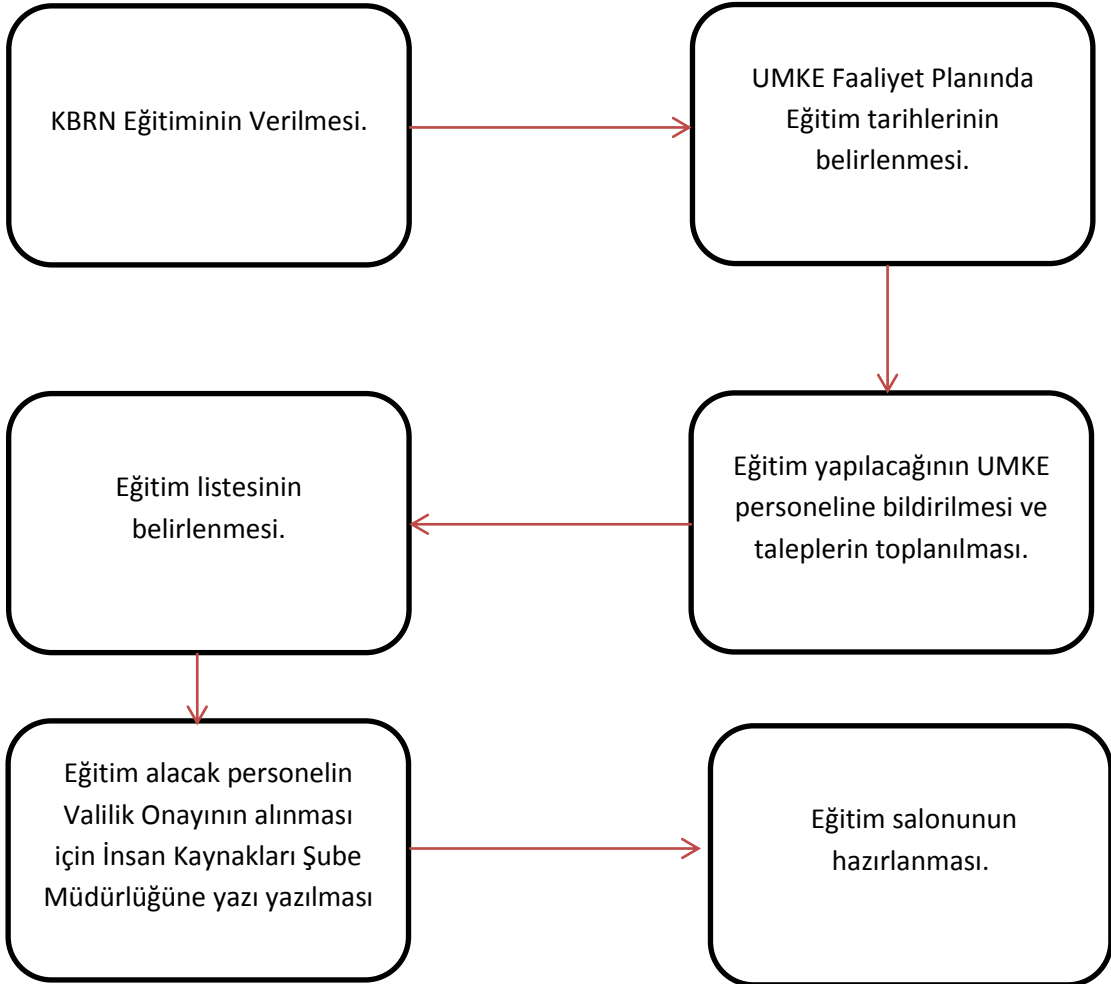 KBRN Eğitiminin Verilmesi.
UMKE Faaliyet Planında
Eğitim tarihlerinin
belirlenmesi.
Eğitim yapılacağının UMKE
personeline bildirilmesi ve
taleplerin toplanılması.
Eğitim listesinin
belirlenmesi.
Eğitim alacak personelin
Valilik Onayının alınması
için İnsan Kaynakları Şube
Müdürlüğüne yazı yazılması
Eğitim salonunun
hazırlanması.